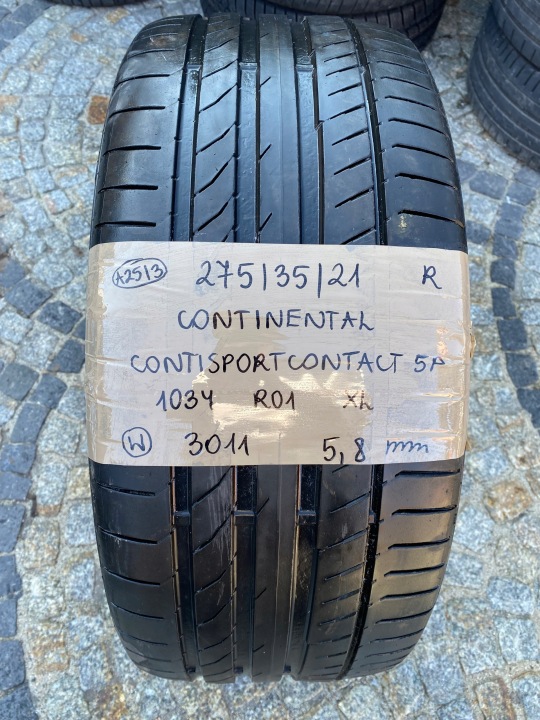 A2513 275/35/21 R
CONTINENTAL
CONTISPORTCONTACT 5P
103Y R01 XL
W 3011 5,8 mm